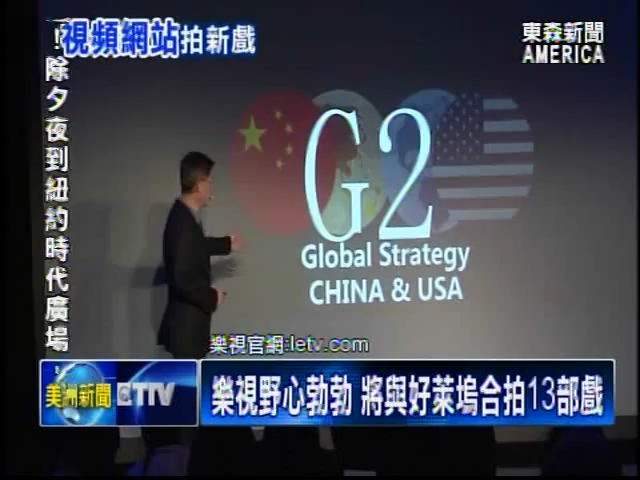 視頻網站拍新戲
東森新聞
AMERICA
除夕夜到紐約時代廣場
G2
Global Strategy
CHINA & USA
樂視官網:letv.com
美洲新聞 ETTV
樂視野心勃勃 將與好萊塢合拍13部戲